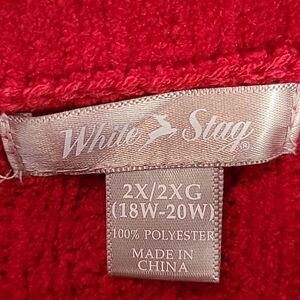 White Stag®
2X/2XG
(18W-20W)
100% POLYESTER
MADE IN
CHINA